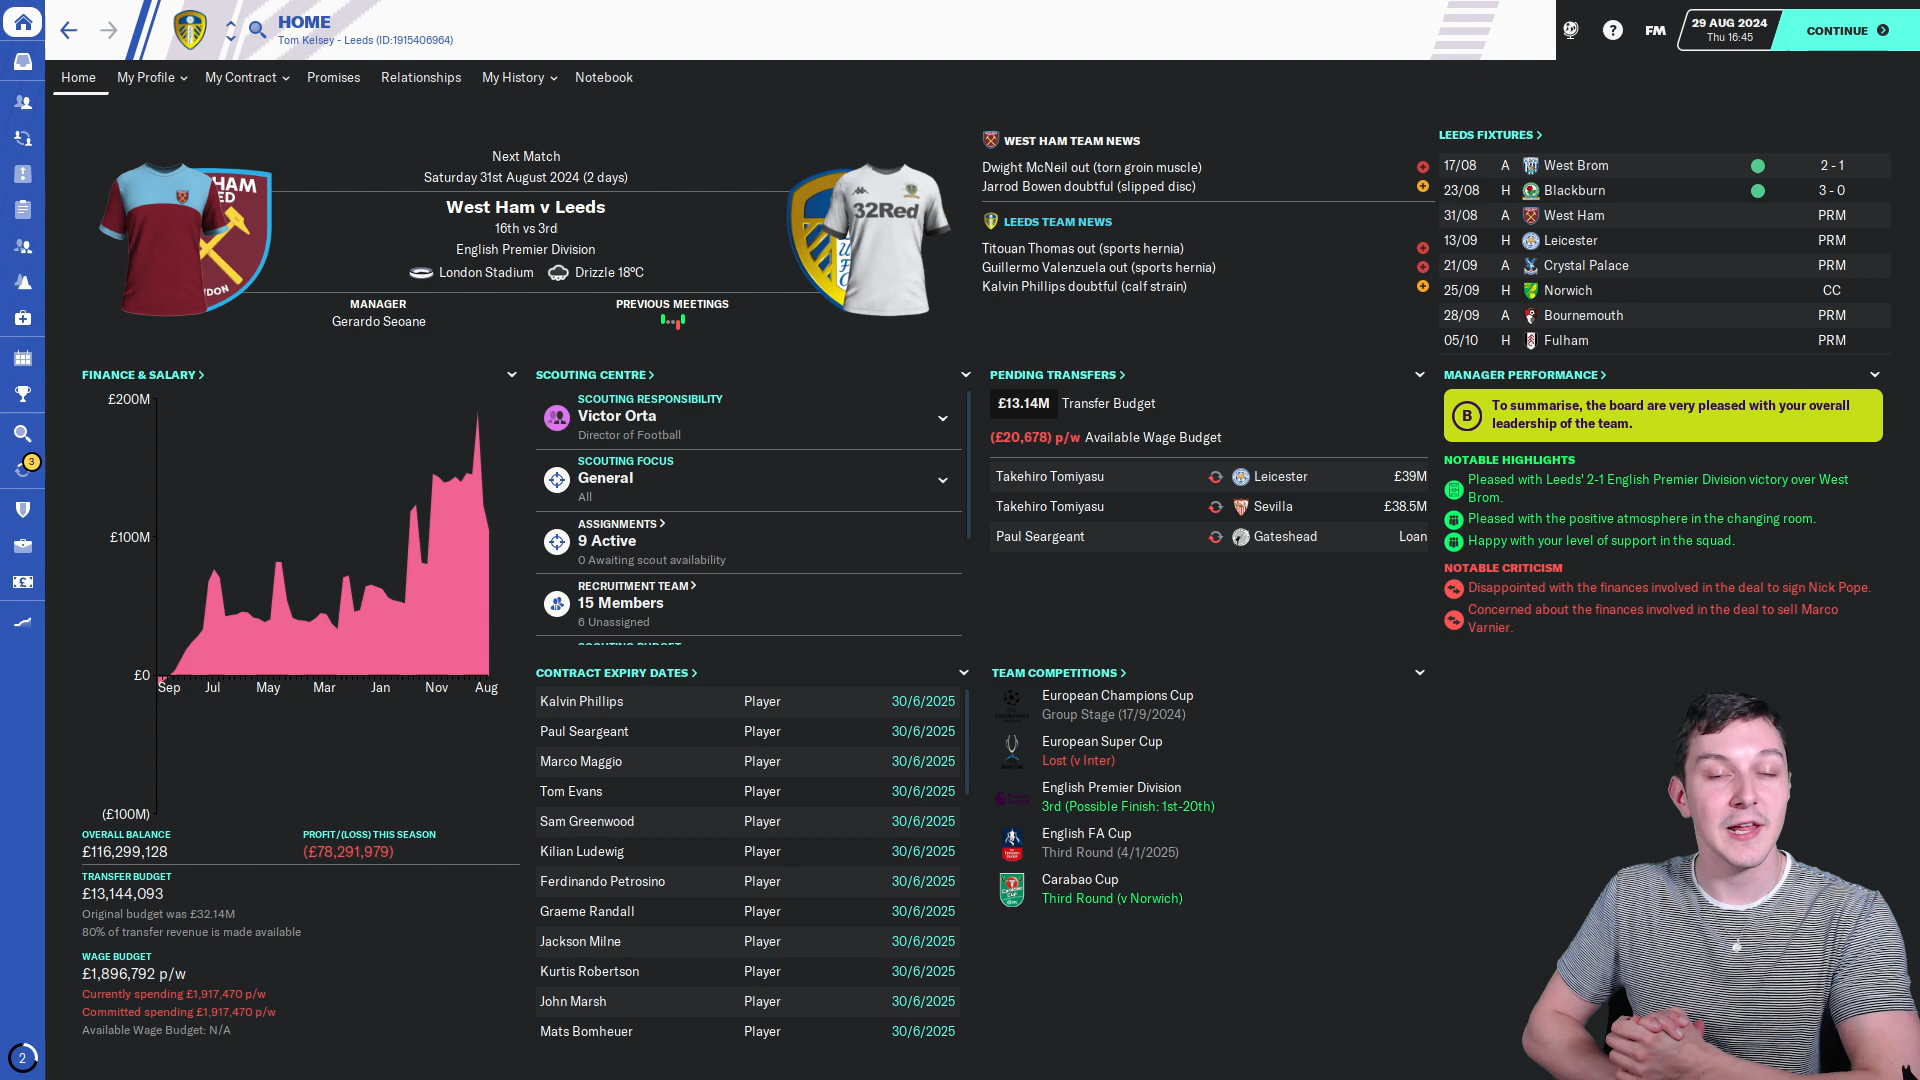 HOME
Tom Kelsey - Leeds (ID:1915406964)
FM
29 AUG 2024
Thu 16:45
CONTINUE
Home
My Profile
My Contract
Promises
Relationships
My History
Notebook
Next Match
Saturday 31st August 2024 (2 days)
West Ham v Leeds
16th vs 3rd
English Premier Division
London Stadium
Drizzle 18ºC
MANAGER
Gerardo Seoane
PREVIOUS MEETINGS
32Red
WEST HAM TEAM NEWS
Dwight McNeil out (torn groin muscle)
Jarrod Bowen doubtful (slipped disc)
LEEDS TEAM NEWS
Titouan Thomas out (sports hernia)
Guillermo Valenzuela out (sports hernia)
Kalvin Phillips doubtful (calf strain)
LEEDS FIXTURES
17/08 A West Brom 2 - 1
23/08 H Blackburn 3 - 0
31/08 A West Ham PRM
13/09 H Leicester PRM
21/09 A Crystal Palace PRM
25/09 H Norwich CC
28/09 A Bournemouth PRM
05/10 H Fulham PRM
FINANCE & SALARY
£200M
£100M
£0
(£100M)
Sep Jul May Mar Jan Nov Aug
OVERALL BALANCE
£116,299,128
PROFIT/(LOSS) THIS SEASON
(£78,291,979)
TRANSFER BUDGET
£13,144,093
Original budget was £32.14M
80% of transfer revenue is made available
WAGE BUDGET
£1,896,792 p/w
Currently spending £1,917,470 p/w
Committed spending £1,917,470 p/w
Available Wage Budget: N/A
SCOUTING CENTRE
SCOUTING RESPONSIBILITY
Victor Orta
Director of Football
SCOUTING FOCUS
General
All
ASSIGNMENTS
9 Active
0 Awaiting scout availability
RECRUITMENT TEAM
15 Members
6 Unassigned
SCOUTING BUDGET
PENDING TRANSFERS
£13.14M Transfer Budget
(£20,678) p/w Available Wage Budget
Takehiro Tomiyasu Leicester £39M
Takehiro Tomiyasu Sevilla £38.5M
Paul Seargeant Gateshead Loan
MANAGER PERFORMANCE
B
To summarise, the board are very pleased with your overall
leadership of the team.
NOTABLE HIGHLIGHTS
Pleased with Leeds' 2-1 English Premier Division victory over West
Brom.
Pleased with the positive atmosphere in the changing room.
Happy with your level of support in the squad.
NOTABLE CRITICISM
Disappointed with the finances involved in the deal to sign Nick Pope.
Concerned about the finances involved in the deal to sell Marco
Varnier.
CONTRACT EXPIRY DATES
Kalvin Phillips Player 30/6/2025
Paul Seargeant Player 30/6/2025
Marco Maggio Player 30/6/2025
Tom Evans Player 30/6/2025
Sam Greenwood Player 30/6/2025
Kilian Ludewig Player 30/6/2025
Ferdinando Petrosino Player 30/6/2025
Graeme Randall Player 30/6/2025
Jackson Milne Player 30/6/2025
Kurtis Robertson Player 30/6/2025
John Marsh Player 30/6/2025
Mats Bomheuer Player 30/6/2025
TEAM COMPETITIONS
European Champions Cup
Group Stage (17/9/2024)
European Super Cup
Lost (v Inter)
English Premier Division
3rd (Possible Finish: 1st-20th)
English FA Cup
Third Round (4/1/2025)
Carabao Cup
Third Round (v Norwich)
3
2